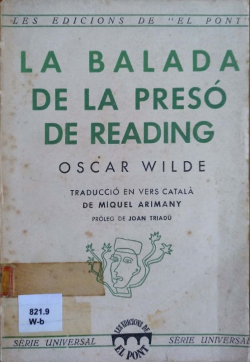 LES EDICIONS DE "EL PONT"
LA BALADA
DE LA PRESÓ
DE READING
OSCAR WILDE
TRADUCCIÓ EN VERS CATALÀ
DE MIQUEL ARIMANY
PRÒLEG DE JOAN TRIADÚ
821.9
W-b
LES EDICIONS DE
EL PONT
SÈRIE UNIVERSAL
SÈRIE UNIVERSAL